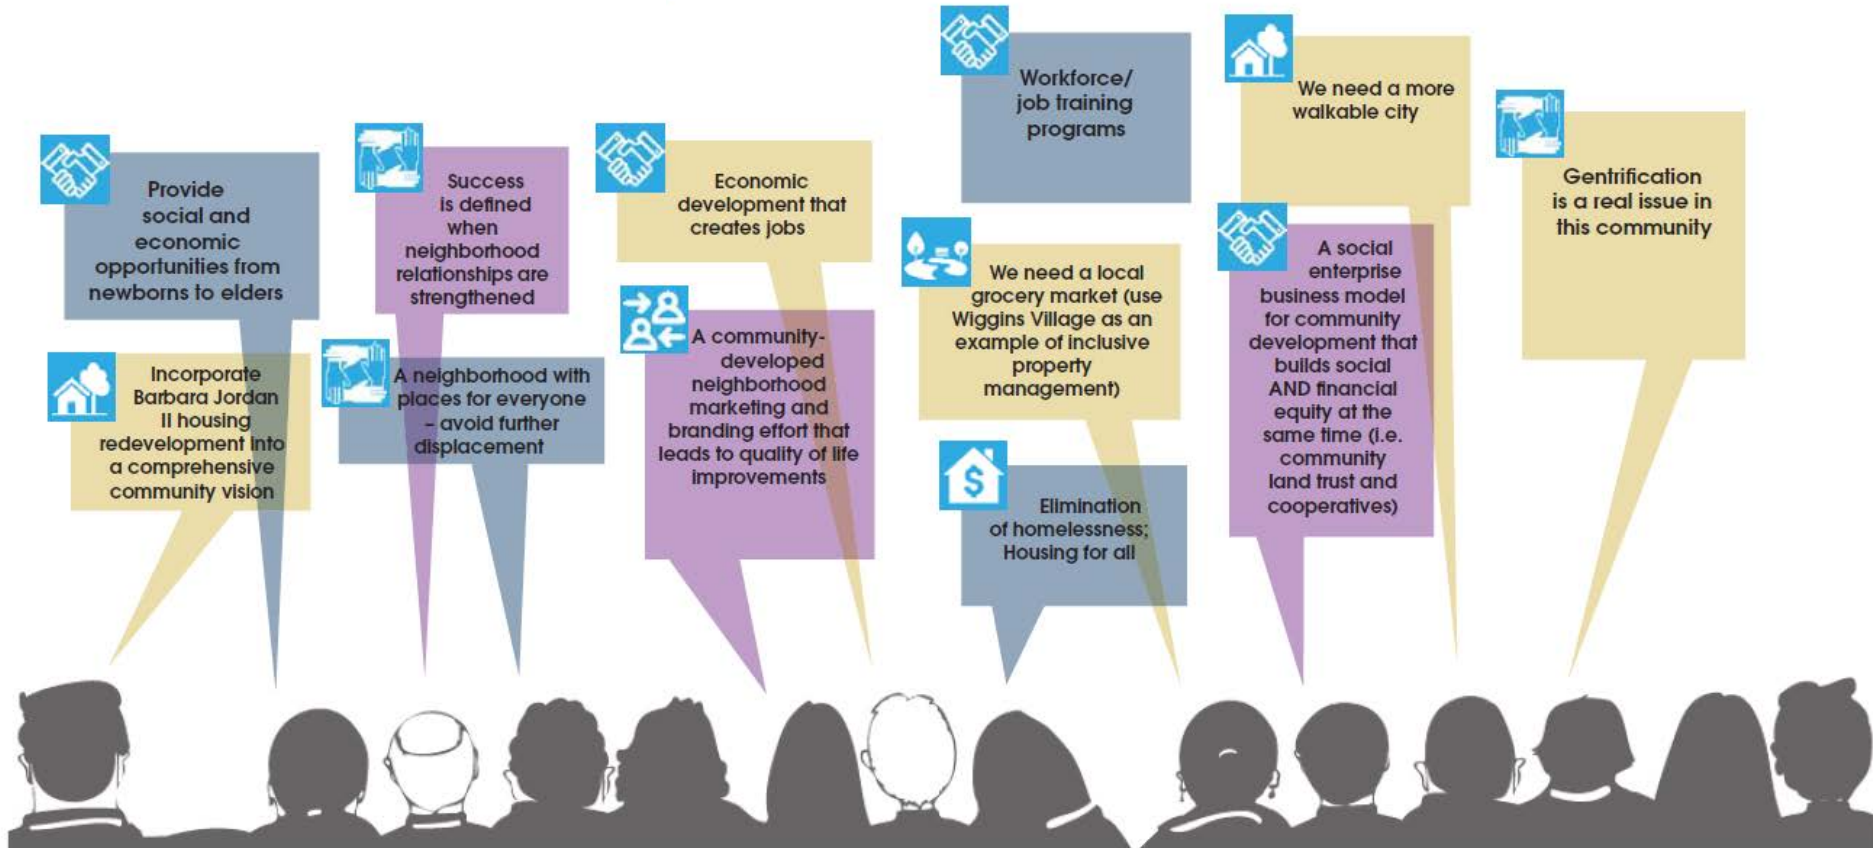 Provide
social and
economic
opportunities from
newborns to elders
Incorporate
Barbara Jordan
II housing
redevelopment into
a comprehensive
community vision
Success
is defined
when
neighborhood
relationships are
strengthened
A neighborhood with
places for everyone
– avoid further
displacement
Economic
development that
creates jobs
A community-
developed
neighborhood
marketing and
branding effort that
leads to quality of life
improvements
Workforce/
job training
programs
We need a local
grocery market (use
Wiggins Village as an
example of inclusive
property
management)
$
Elimination
of homelessness;
Housing for all
We need a more
walkable city
A social
enterprise
business model
for community
development that
builds social
AND financial
equity at the
same time (i.e.
community
land trust and
cooperatives)
Gentrification
is a real issue in
this community